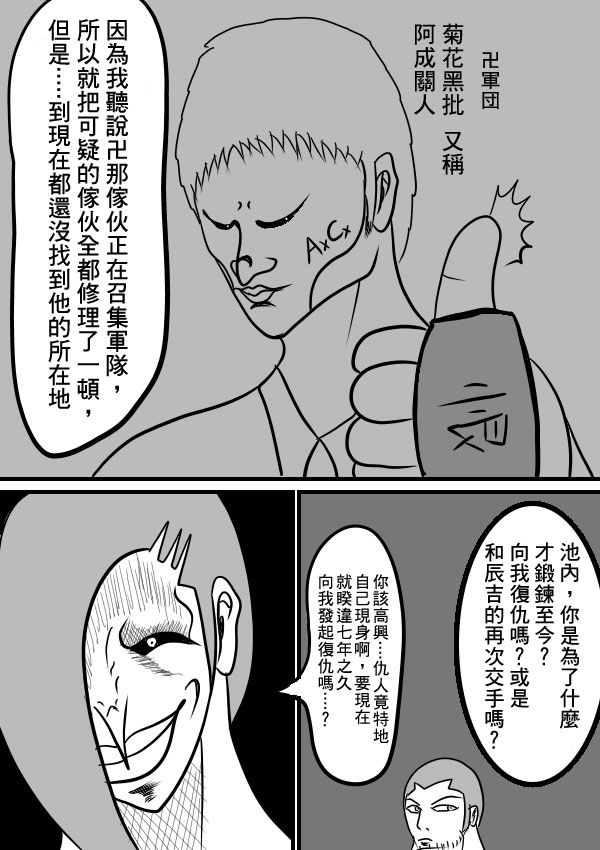 卍軍団
菊花黑批 又稱
阿成關人
AxCx
因為我聽說卍那傢伙正在召集軍隊，
所以就把可疑的傢伙全都修理了一頓，
但是……到現在都還沒找到他的所在地
池內，你是為了什麼
才鍛鍊至今？
向我復仇嗎？或是
和辰吉的再次交手嗎？
你該高興…仇人竟特地
自己現身啊，要現在
就睽違七年之久
向我發起復仇嗎……？